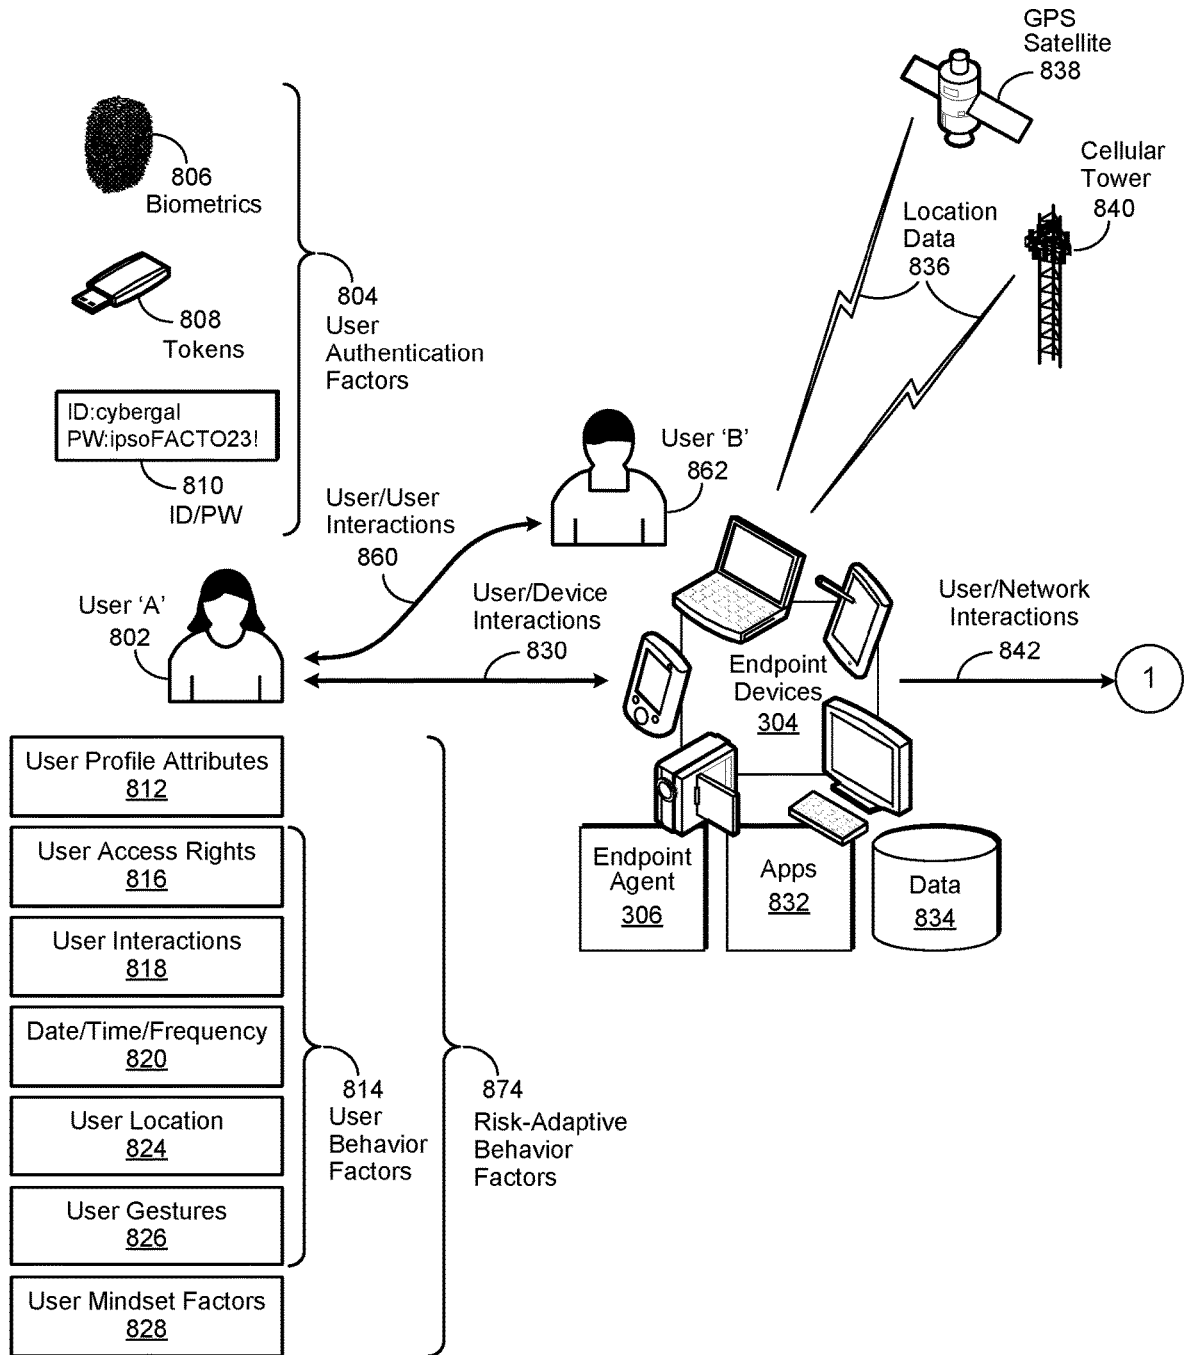 GPS
Satellite
838
Cellular
Tower
840
Location
Data
836
806
Biometrics
808
Tokens
ID:cybergal
PW:ipsoFACTO23!
810
ID/PW
804
User
Authentication
Factors
User 'B'
862
User/User
Interactions
860
User 'A'
802
User/Device
Interactions
830
Endpoint
Devices
304
User/Network
Interactions
842
1
Endpoint
Agent
306
Apps
832
Data
834
User Profile Attributes
812
User Access Rights
816
User Interactions
818
Date/Time/Frequency
820
User Location
824
User Gestures
826
User Mindset Factors
828
814
User
Behavior
Factors
874
Risk-Adaptive
Behavior
Factors